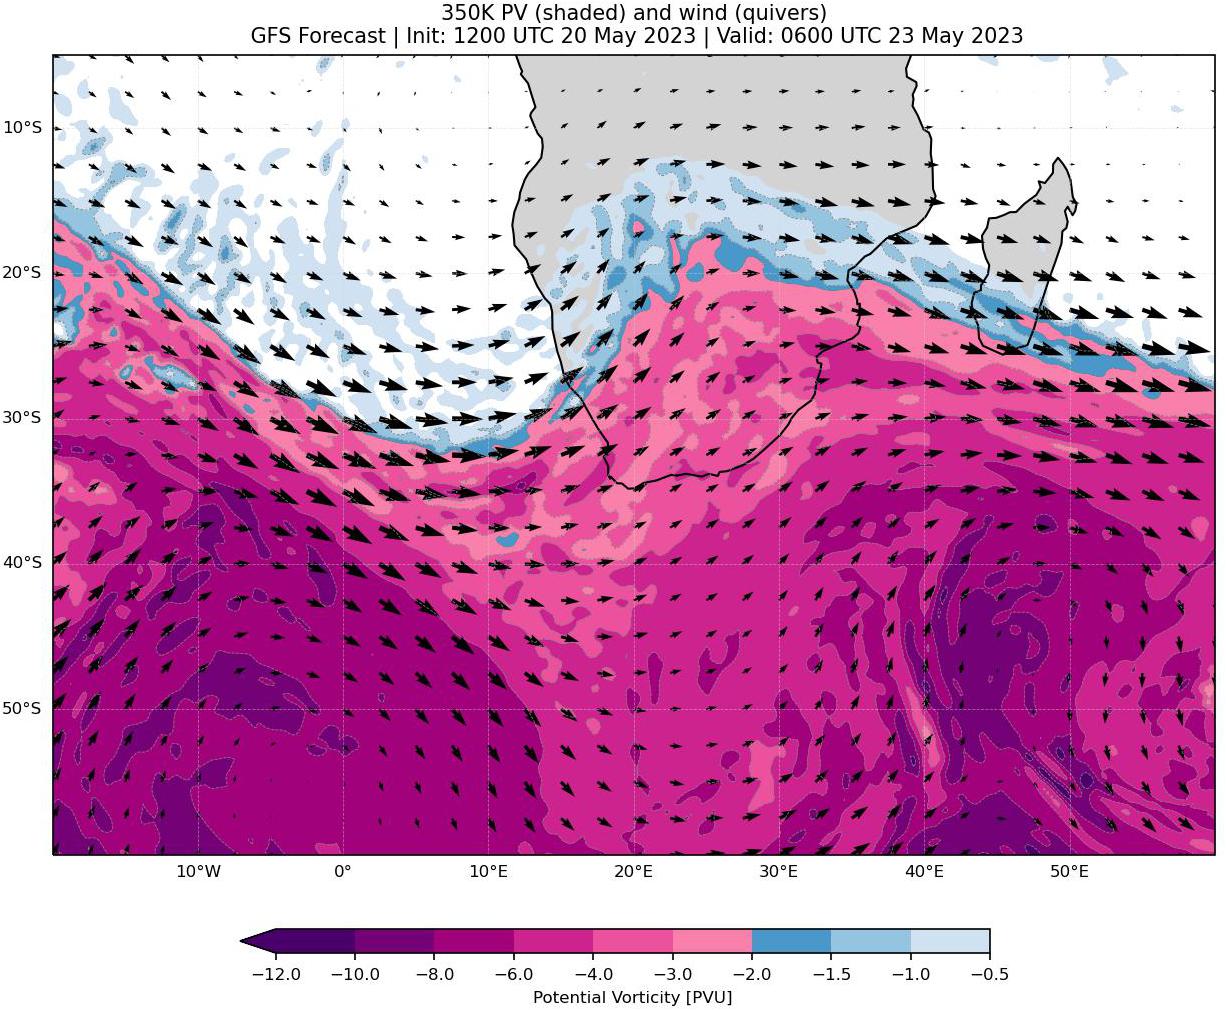 350K PV (shaded) and wind (quivers)
GFS Forecast | Init: 1200 UTC 20 May 2023 | Valid: 0600 UTC 23 May 2023
10°S
20°S
30°S
40°S
50°S
10°W 0° 10°E 20°E 30°E 40°E 50°E
−12.0 −10.0 −8.0 −6.0 −4.0 −3.0 −2.0 −1.5 −1.0 −0.5
Potential Vorticity [PVU]